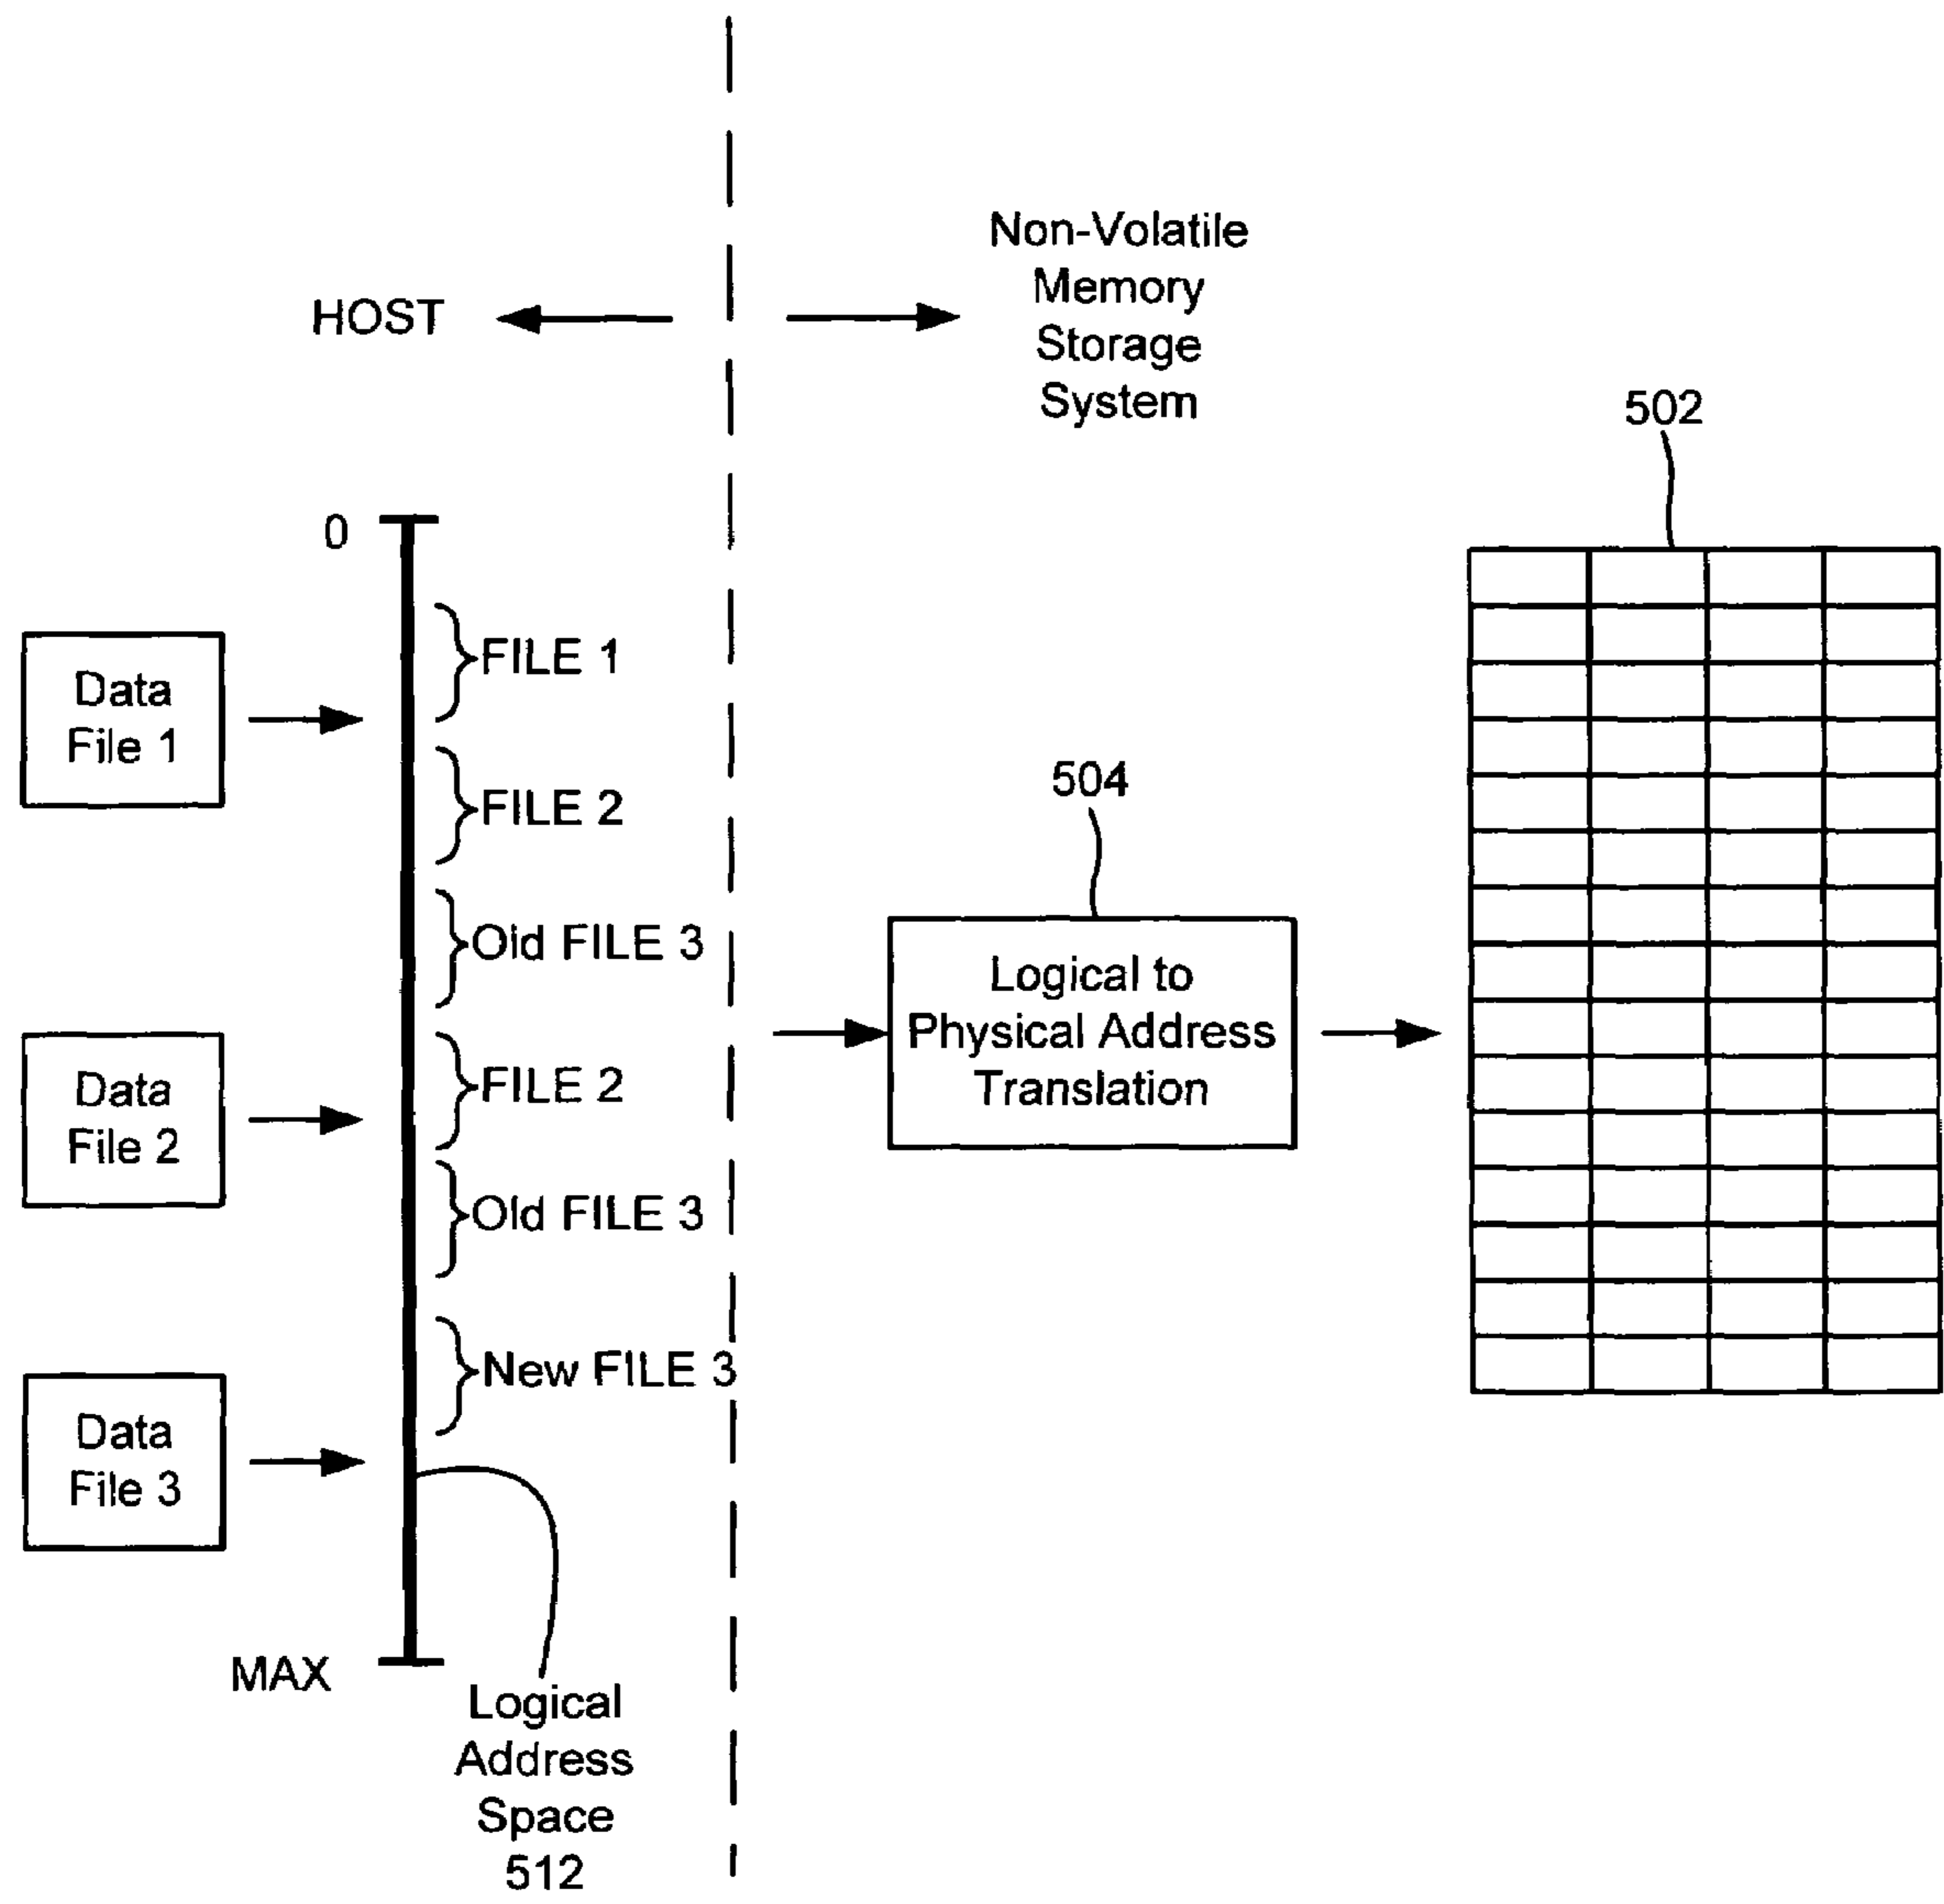 HOST
Non-Volatile
Memory
Storage
System
502
0
Data
File 1
FILE 1
FILE 2
504
Old FILE 3
Logical to
Physical Address
Translation
Data
File 2
FILE 2
Old FILE 3
New FILE 3
Data
File 3
MAX
Logical
Address
Space
512